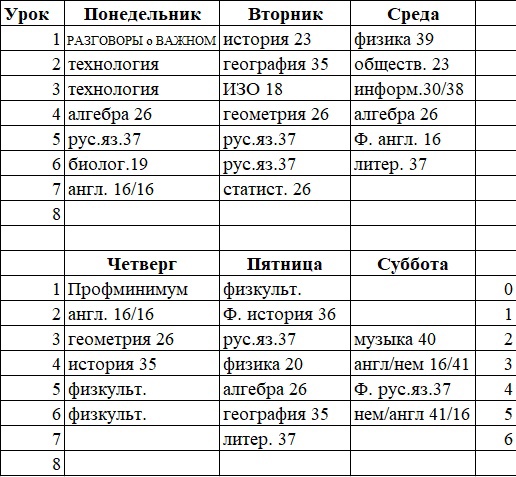 Урок Понедельник Вторник Среда
1 РАЗГОВОРЫ о ВАЖНОМ история 23 физика 39
2 технология география 35 обществ. 23
3 технология ИЗО 18 информ.30/38
4 алгебра 26 геометрия 26 алгебра 26
5 рус.яз.37 рус.яз.37 Ф. англ. 16
6 биолог.19 рус.яз.37 литер. 37
7 англ. 16/16 статист. 26
8
Четверг Пятница Суббота
1 Профминимум физкульт. 0
2 англ. 16/16 Ф. история 36 1
3 геометрия 26 рус.яз.37 музыка 40 2
4 история 35 физика 20 англ/нем 16/41 3
5 физкульт. алгебра 26 Ф. рус.яз.37 4
6 физкульт. география 35 нем/англ 41/16 5
7 литер. 37 6
8